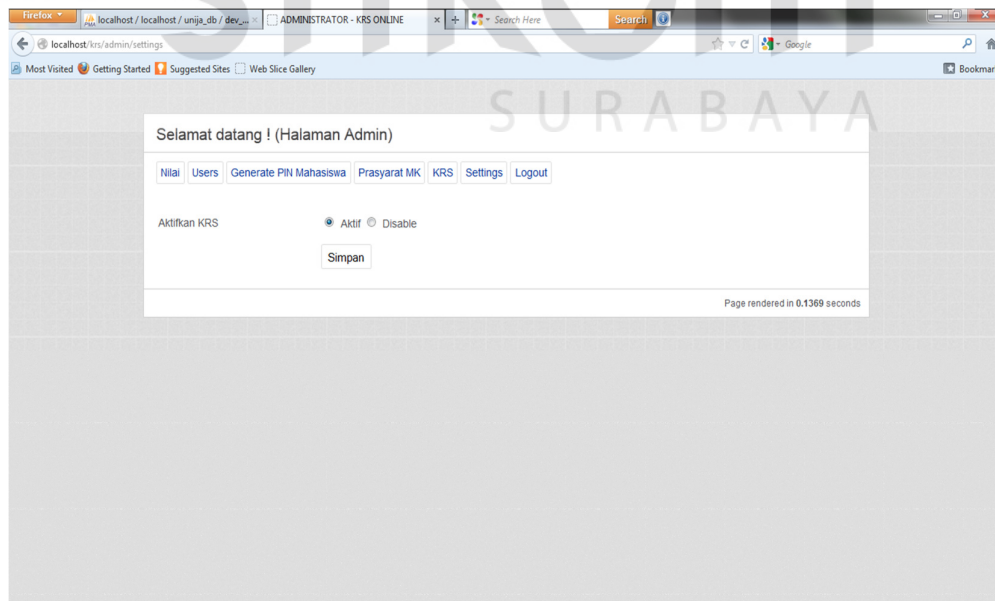 Firefox
localhost / localhost / unija_db / dev_...
ADMINISTRATOR - KRS ONLINE
Search Here
Search
localhost/krs/admin/settings
Google
Most Visited Getting Started Suggested Sites Web Slice Gallery
Bookmar
SURABAYA
Selamat datang ! (Halaman Admin)
Nilai Users Generate PIN Mahasiswa Prasyarat MK KRS Settings Logout
Aktifkan KRS Aktif Disable
Simpan
Page rendered in 0.1369 seconds